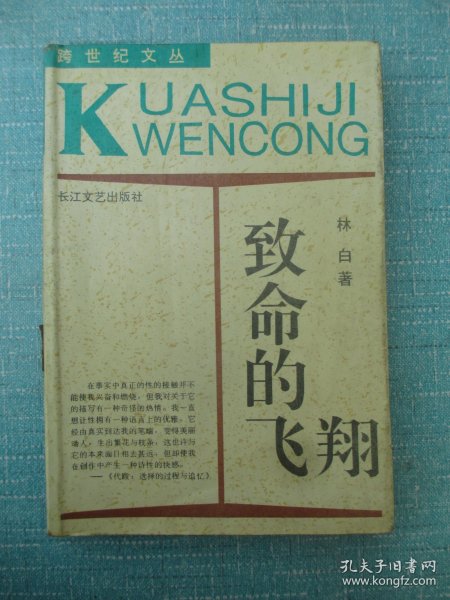 跨世纪文丛
KUASHIJI
WENCONG
长江文艺出版社
林白著
致命的飞翔
在事实中真正的性的接触并不
能使我兴奋和燃烧，但我对关于它
的描写有一种奇怪的热情。我一直
想让性拥有一种语言上的优雅，它
经由真实到达我的笔端，变得美丽
动人，生出繁花与枝条，这也许与
它的本来面目相去甚远，但却使我
在创作中产生一种诗性的快感。
——《代跋：选择的过程与追忆》
孔夫子旧书网
www.kongfz.com